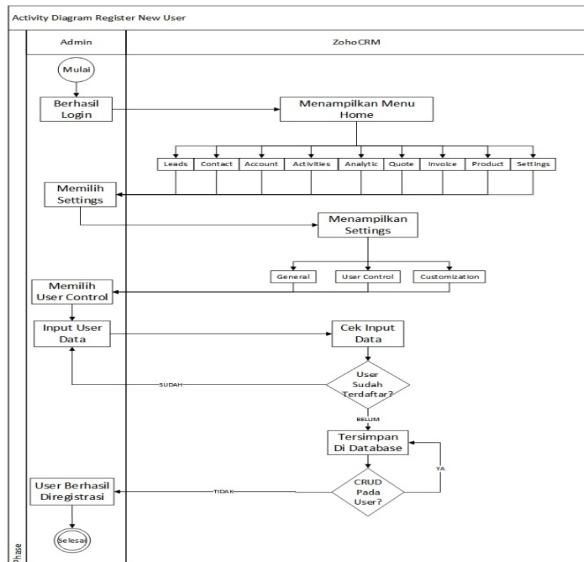 Activity Diagram Register New User
Admin
ZohoCRM
Mulai
Berhasil
Login
Menampilkan Menu
Home
Leads
Contact
Account
Activities
Analytic
Quote
Invoice
Product
Settings
Memilih
Settings
Menampilkan
Settings
General
User Control
Customization
Memilih
User Control
Input User
Data
Cek Input
Data
User
Sudah
Terdaftar?
SUDAH
BELUM
Tersimpan
Di Database
YA
CRUD
Pada
User?
TIDAK
User Berhasil
Diregistrasi
Selesai
Phase